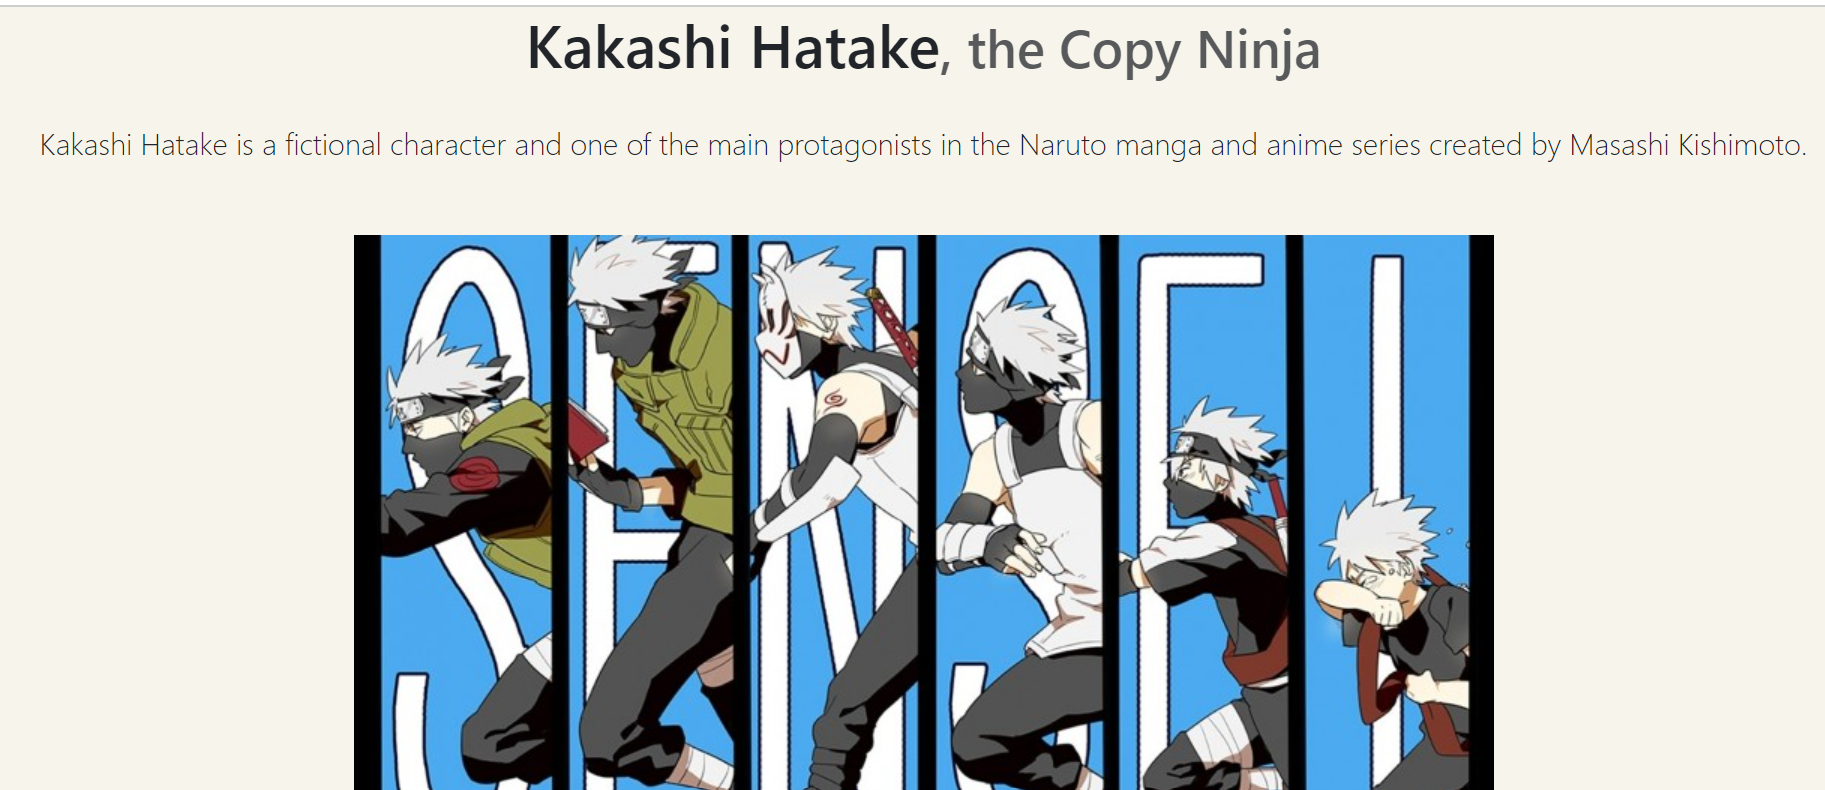 Kakashi Hatake, the Copy Ninja
Kakashi Hatake is a fictional character and one of the main protagonists in the Naruto manga and anime series created by Masashi Kishimoto.
SENSEI